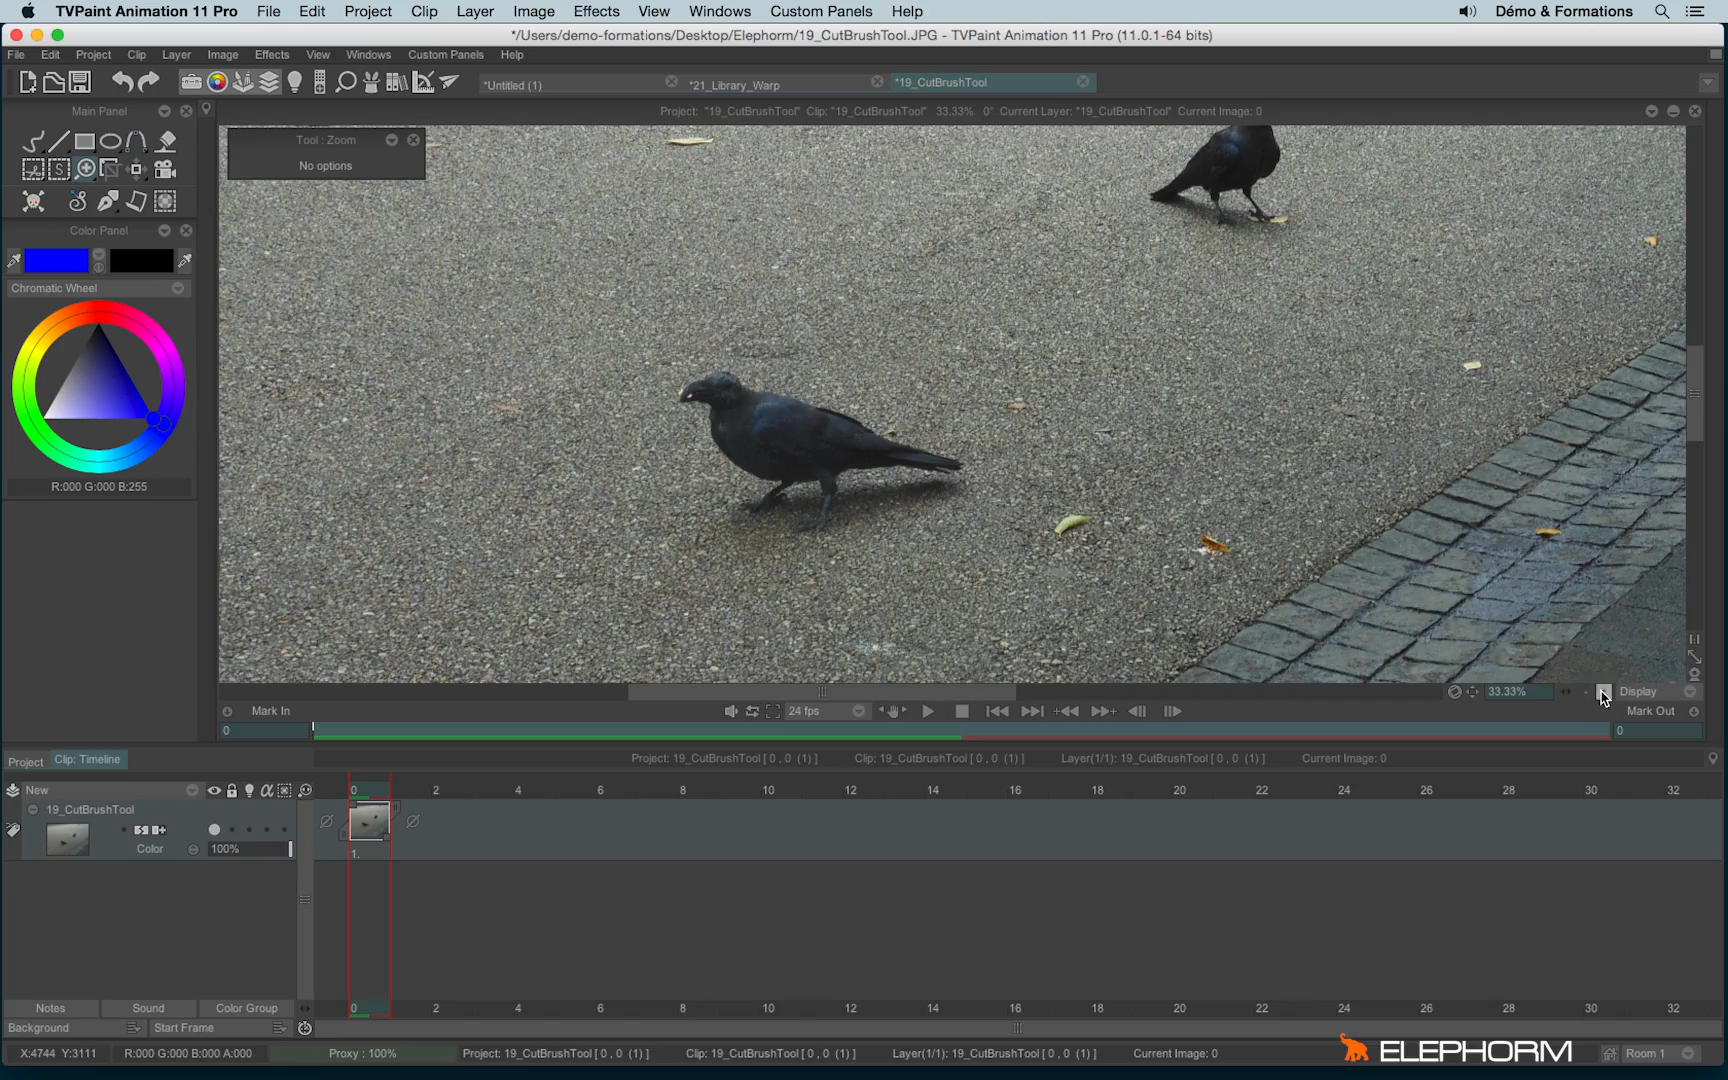 TVPaint Animation 11 Pro File Edit Project Clip Layer Image Effects View Windows Custom Panels Help Démo & Formations
*/Users/demo-formations/Desktop/Elephorm/19_CutBrushTool.JPG - TVPaint Animation 11 Pro (11.0.1-64 bits)
File Edit Project Clip Layer Image Effects View Windows Custom Panels Help
*Untitled (1) *21_Library_Warp *19_CutBrushTool
Main Panel Project: "19_CutBrushTool" Clip: "19_CutBrushTool" 33.33% 0° Current Layer: "19_CutBrushTool" Current Image: 0
Tool : Zoom
No options
Color Panel
Chromatic Wheel
R:000 G:000 B:255
33.33% Display
Mark In 24 fps Mark Out
0 0
Project Clip: Timeline Project: 19_CutBrushTool [ 0 , 0 (1) ] Clip: 19_CutBrushTool [ 0 , 0 (1) ] Layer(1/1): 19_CutBrushTool [ 0 , 0 (1) ] Current Image: 0
New 0 2 4 6 8 10 12 14 16 18 20 22 24 26 28 30 32
19_CutBrushTool
Color 100%
1.
Notes Sound Color Group 0 2 4 6 8 10 12 14 16 18 20 22 24 26 28 30 32
Background Start Frame
X:4744 Y:3111 R:000 G:000 B:000 A:000 Proxy : 100% Project: 19_CutBrushTool [ 0 , 0 (1) ] Clip: 19_CutBrushTool [ 0 , 0 (1) ] Layer(1/1): 19_CutBrushTool [ 0 , 0 (1) ] Current Image: 0 ELEPHORM Room 1